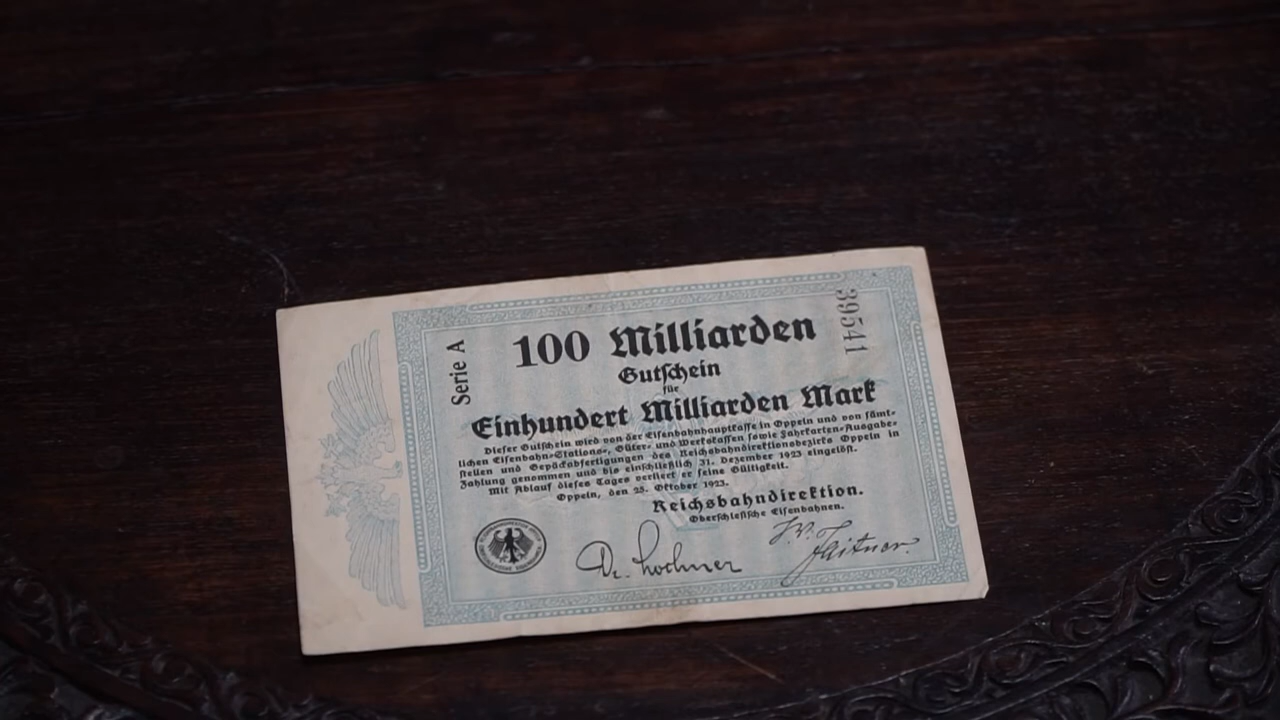 Serie A
39541
100 Milliarden
Gutschein
für
Einhundert Milliarden Mark
Dieser Gutschein wird von der Eisenbahnhauptkasse in Oppeln und von sämt-
lichen Eisenbahn-Stations-, Güter- und Werkskassen sowie Fahrkarten-Ausgabe-
stellen und Gepäckabfertigungen des Reichsbahndirektionsbezirks Oppeln in
Zahlung genommen und bis einschließlich 31. Dezember 1923 eingelöst.
Mit Ablauf dieses Tages verliert er seine Gültigkeit.
Oppeln, den 25. Oktober 1923.
Reichsbahndirektion.
Oberschlesische Eisenbahnen.
Dr.